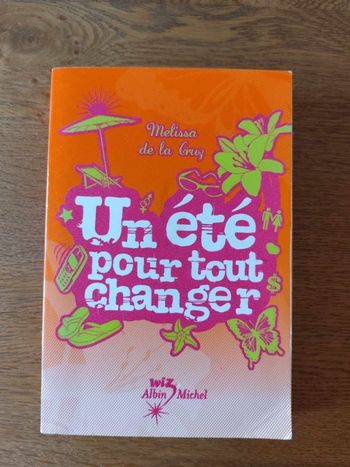 Melissa
de la Cruz
Un été
pour tout
changer
$
wiz
Albin Michel